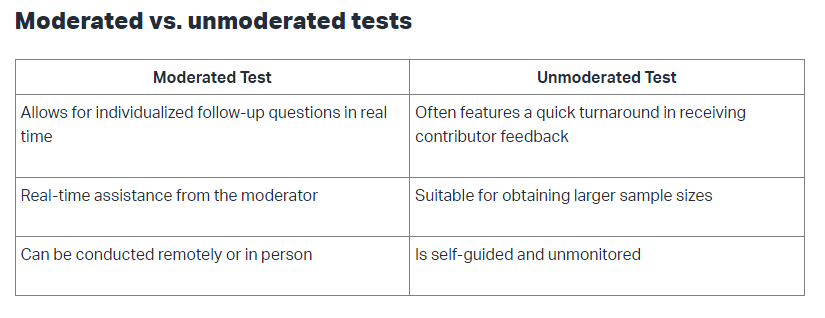 Moderated vs. unmoderated tests
Moderated Test
Unmoderated Test
Allows for individualized follow-up questions in real
time
Often features a quick turnaround in receiving
contributor feedback
Real-time assistance from the moderator
Suitable for obtaining larger sample sizes
Can be conducted remotely or in person
Is self-guided and unmonitored